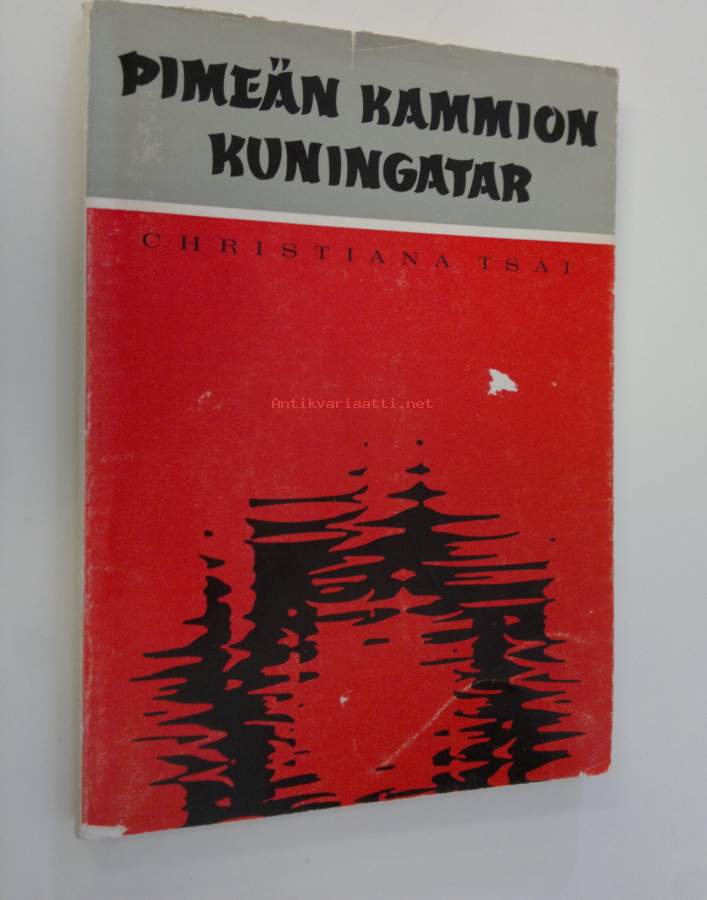 PIMEÄN KAMMION
KUNINGATAR
CHRISTIANA TSAI
Antikvariaatti.net